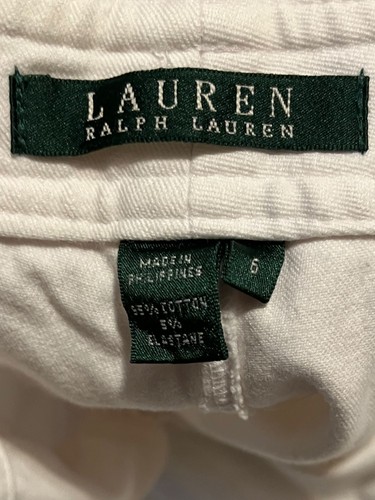 LAUREN
RALPH LAUREN
MADE IN
PHILIPPINES
6
95% COTTON
5%
ELASTANE